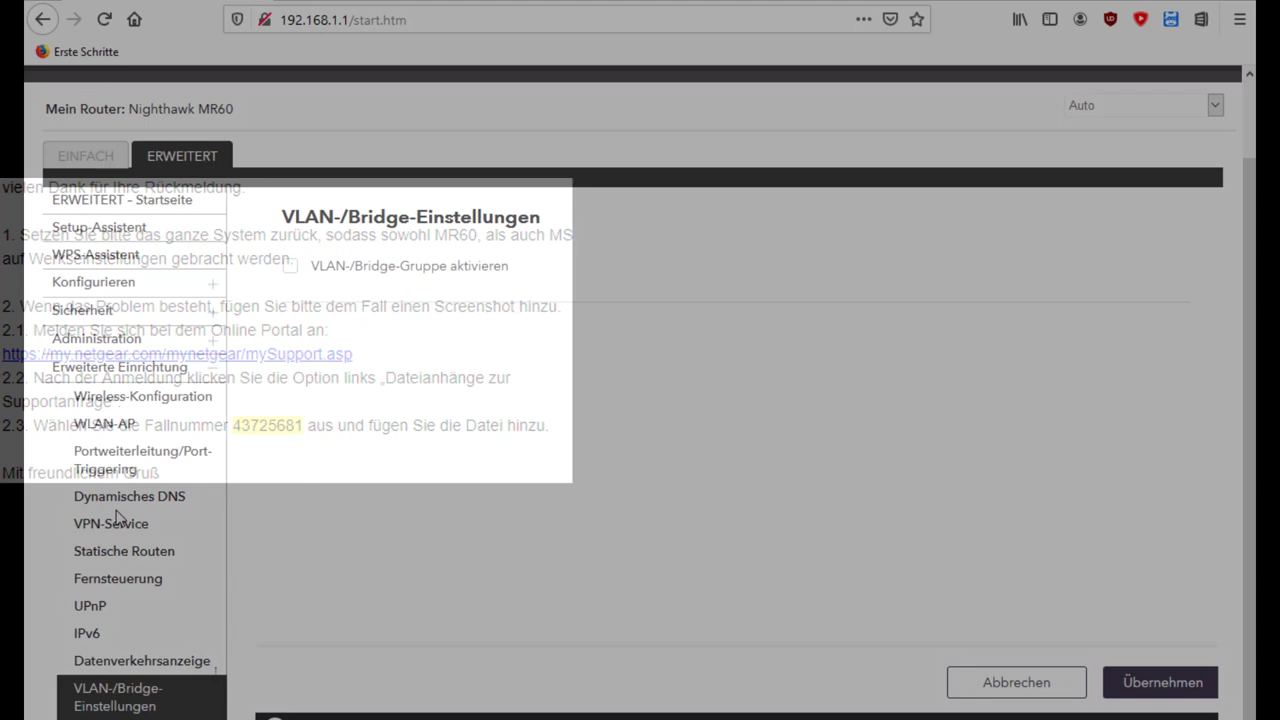 192.168.1.1/start.htm
Erste Schritte
Mein Router: Nighthawk MR60
Auto
EINFACH
ERWEITERT
ERWEITERT – Startseite
Setup-Assistent
WPS-Assistent
Konfigurieren
Sicherheit
Administration
Erweiterte Einrichtung
Wireless-Konfiguration
WLAN-AP
Portweiterleitung/Port-
Triggering
Dynamisches DNS
VPN-Service
Statische Routen
Fernsteuerung
UPnP
IPv6
Datenverkehrsanzeige
VLAN-/Bridge-
Einstellungen
VLAN-/Bridge-Einstellungen
VLAN-/Bridge-Gruppe aktivieren
Abbrechen
Übernehmen
vielen Dank für Ihre Rückmeldung.
1. Setzen Sie bitte das ganze System zurück, sodass sowohl MR60, als auch MS
auf Werkseinstellungen gebracht werden.
2. Wenn das Problem besteht, fügen Sie bitte dem Fall einen Screenshot hinzu.
2.1. Melden Sie sich bei dem Online Portal an:
https://my.netgear.com/mynetgear/mySupport.asp
2.2. Nach der Anmeldung klicken Sie die Option links „Dateianhänge zur
Supportanfrage“.
2.3. Wählen Sie die Fallnummer 43725681 aus und fügen Sie die Datei hinzu.
Mit freundlichem Gruß